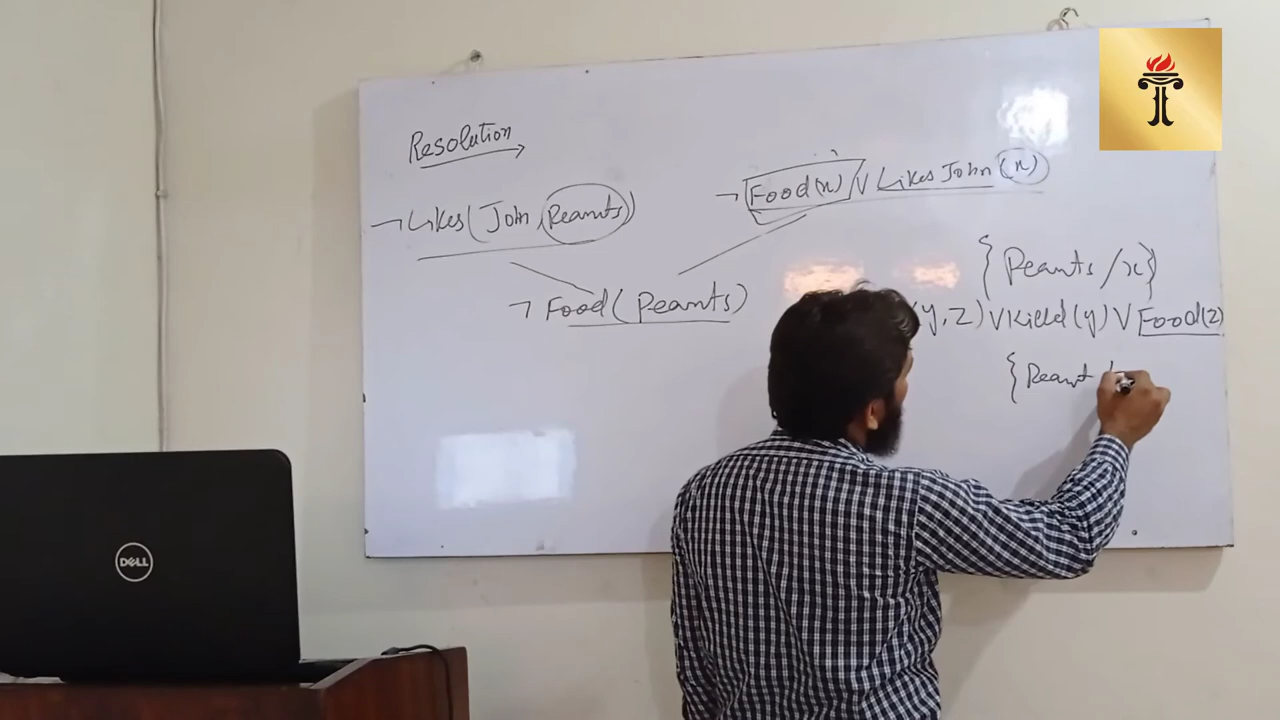 Resolution
¬ Likes (John, Peanuts)
¬ Food(x) V Likes John (x)
{Peanuts / x}
¬ Food (Peanuts)
(y, z) V Killed (y) V Food(z)
{Peanut /
DELL